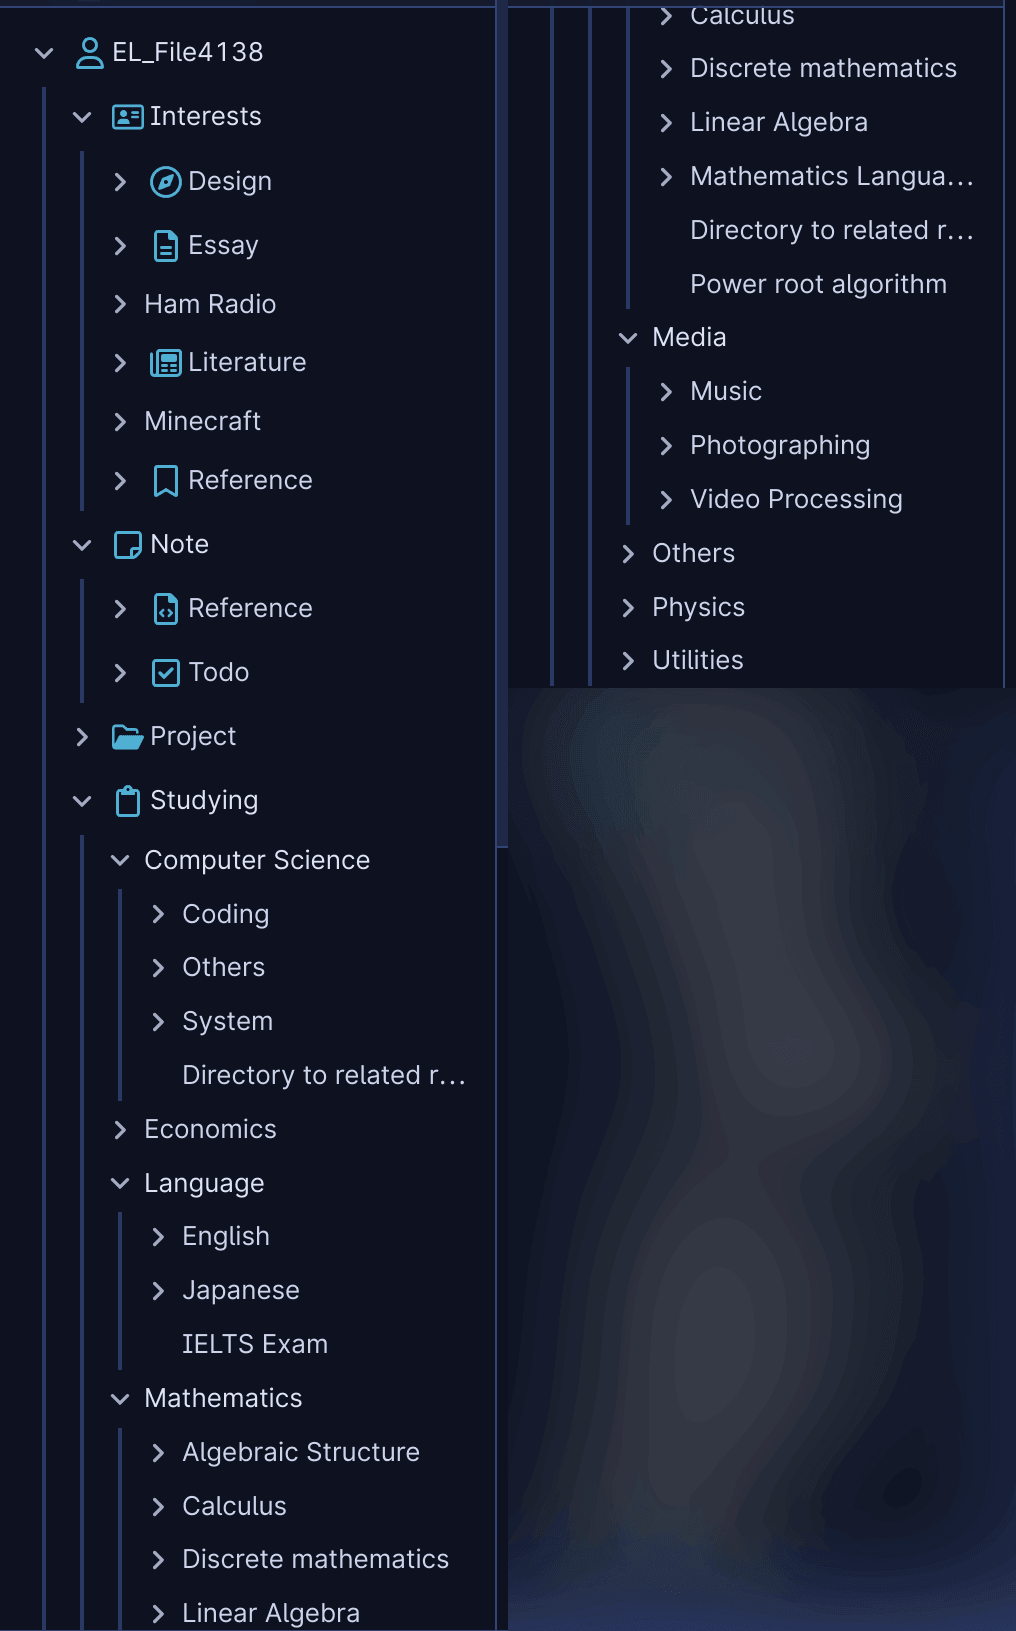 EL_File4138
Interests
Design
Essay
Ham Radio
Literature
Minecraft
Reference
Note
Reference
Todo
Project
Studying
Computer Science
Coding
Others
System
Directory to related r...
Economics
Language
English
Japanese
IELTS Exam
Mathematics
Algebraic Structure
Calculus
Discrete mathematics
Linear Algebra
Calculus
Discrete mathematics
Linear Algebra
Mathematics Langua...
Directory to related r...
Power root algorithm
Media
Music
Photographing
Video Processing
Others
Physics
Utilities